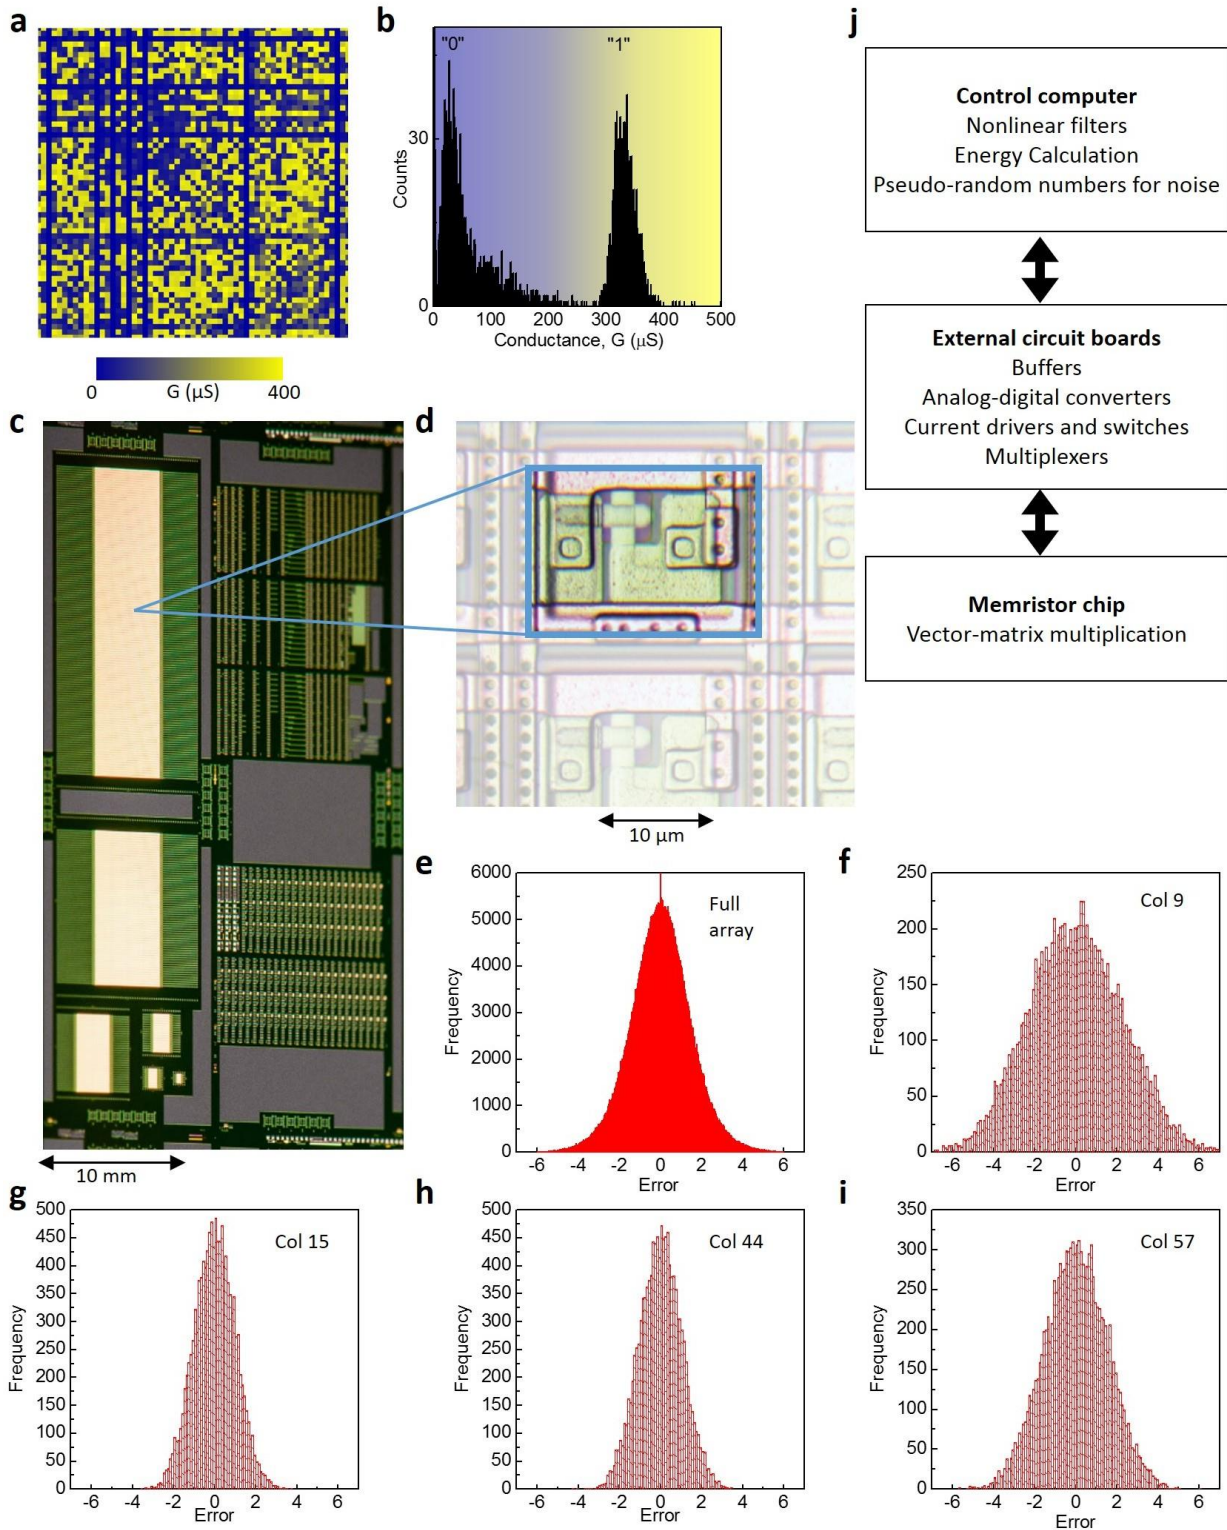 a
0
G (μS)
400
b
"0"
"1"
Counts
30
0
0
100
200
300
400
500
Conductance, G (μS)
j
Control computer
Nonlinear filters
Energy Calculation
Pseudo-random numbers for noise
External circuit boards
Buffers
Analog-digital converters
Current drivers and switches
Multiplexers
Memristor chip
Vector-matrix multiplication
c
10 mm
d
10 μm
e
Full
array
Frequency
6000
5000
4000
3000
2000
1000
0
-6
-4
-2
0
2
4
6
Error
f
Col 9
Frequency
250
200
150
100
50
0
-6
-4
-2
0
2
4
6
Error
g
Col 15
Frequency
500
450
400
350
300
250
200
150
100
50
0
-6
-4
-2
0
2
4
6
Error
h
Col 44
Frequency
500
450
400
350
300
250
200
150
100
50
0
-6
-4
-2
0
2
4
6
Error
i
Col 57
Frequency
350
300
250
200
150
100
50
0
-6
-4
-2
0
2
4
6
Error